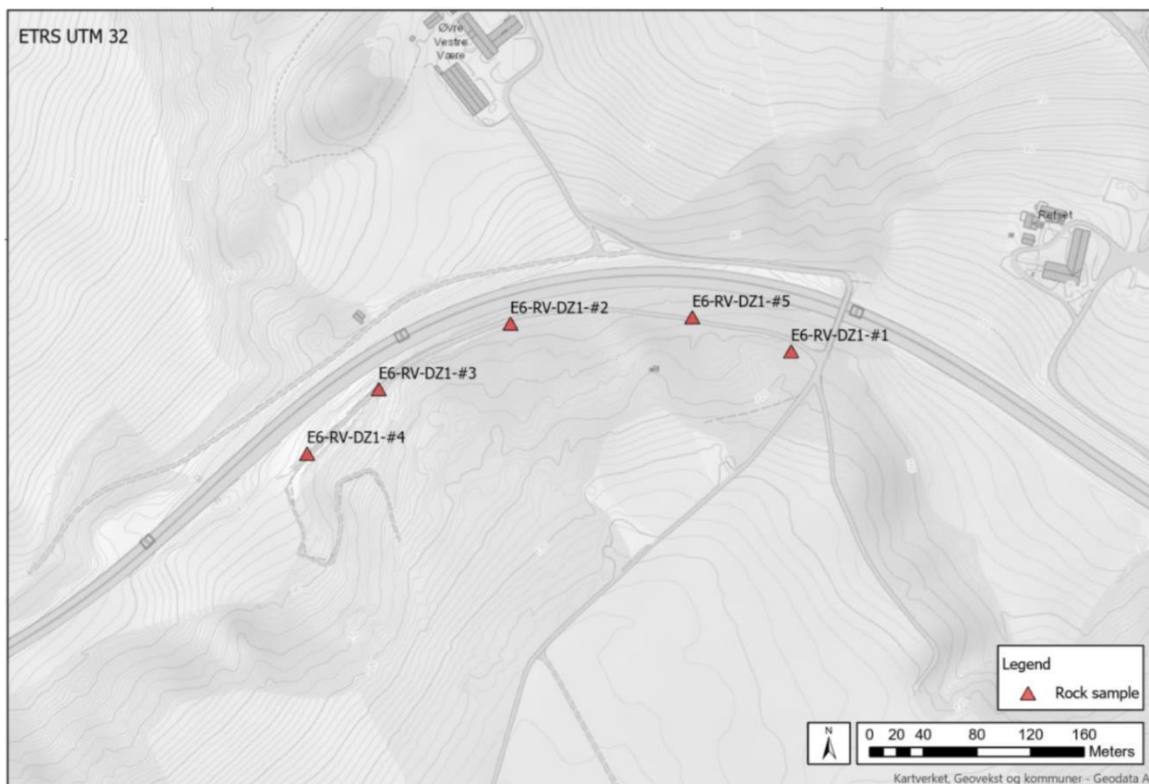 ETRS UTM 32
Øvre
Vestre
Være
Refset
E6-RV-DZ1-#2
E6-RV-DZ1-#5
E6-RV-DZ1-#1
E6-RV-DZ1-#3
E6-RV-DZ1-#4
Legend
Rock sample
N
0 20 40 80 120 160
Meters
Kartverket, Geovekst og kommuner - Geodata A